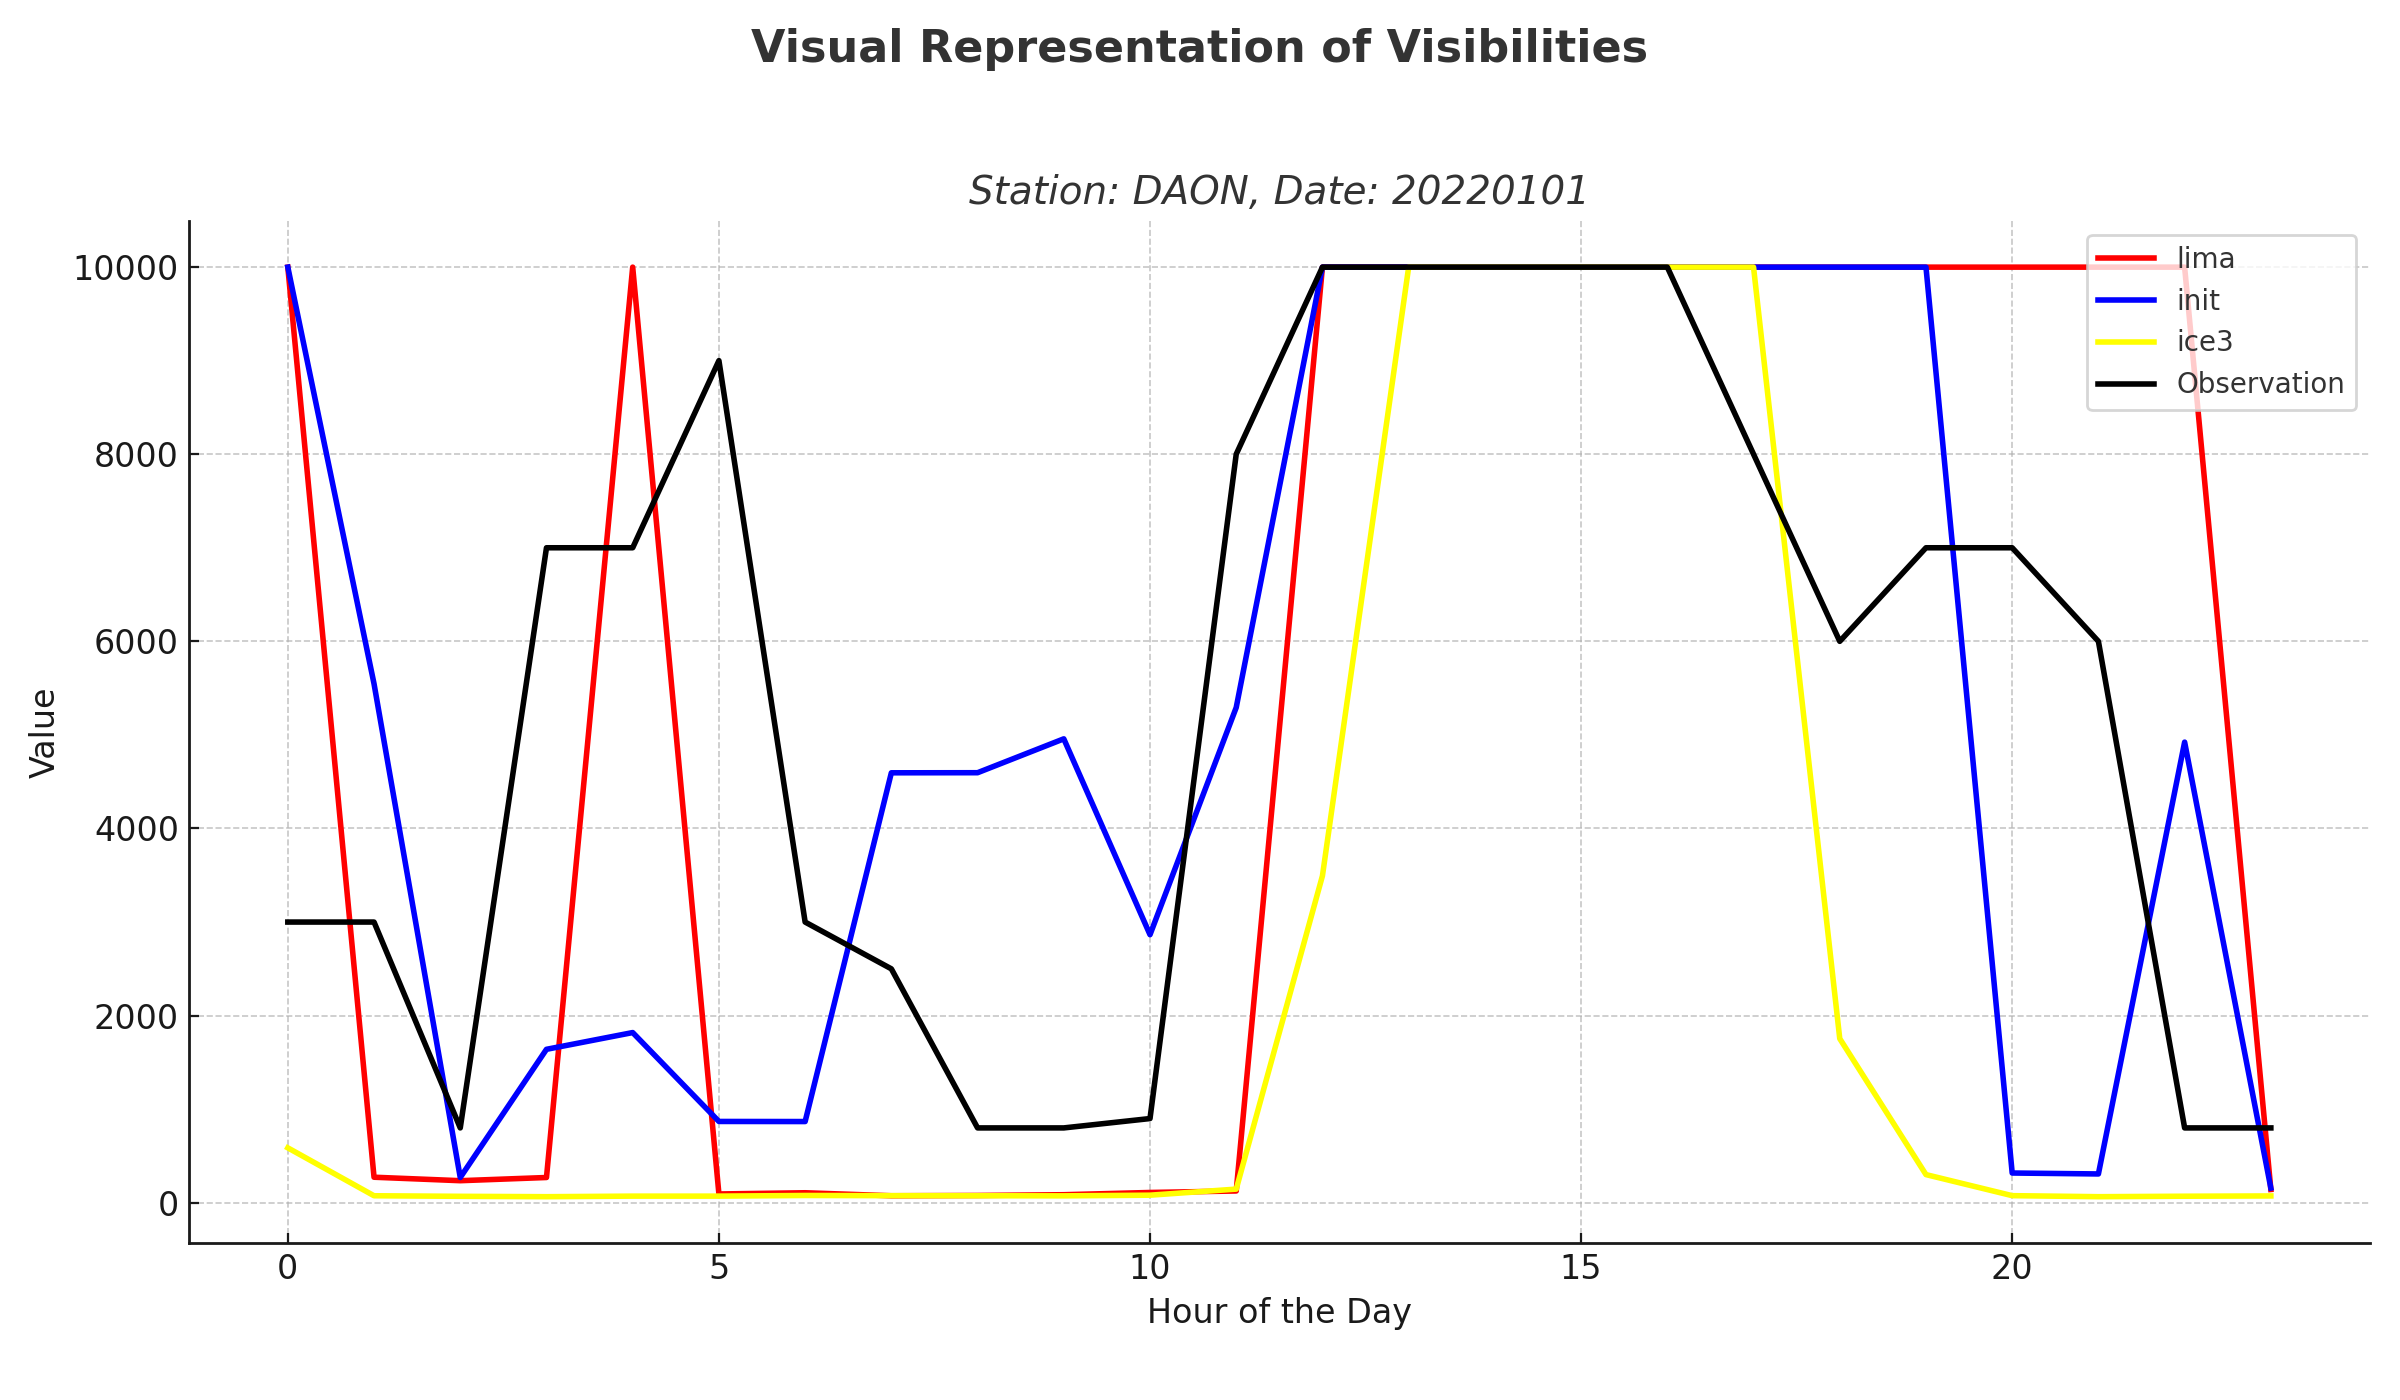 Visual Representation of Visibilities
Station: DAON, Date: 20220101
10000
8000
6000
4000
2000
0
Value
0 5 10 15 20
Hour of the Day
lima
init
ice3
Observation